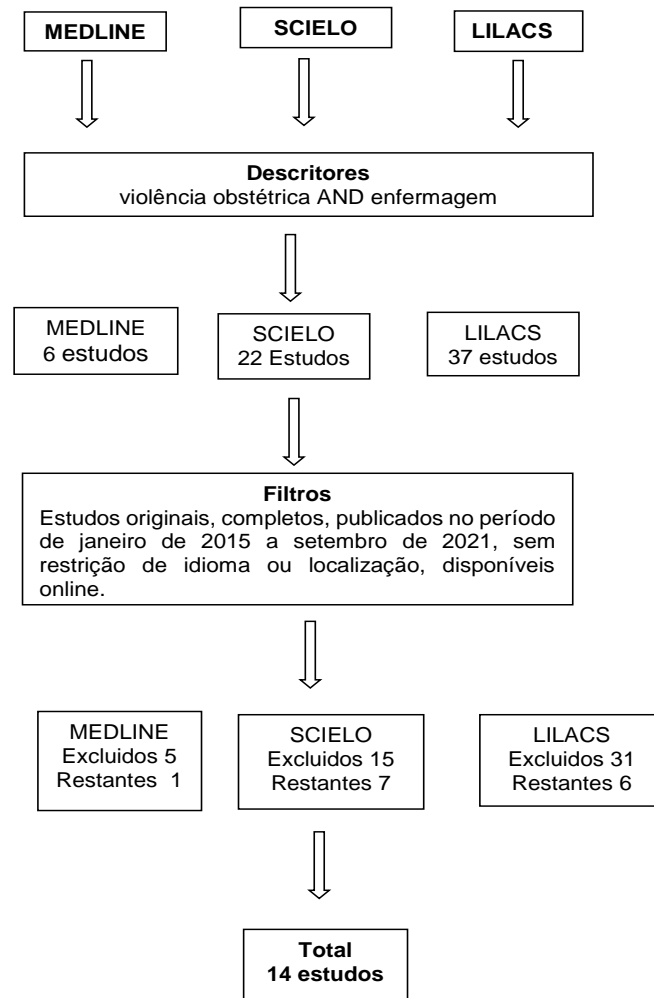 MEDLINE
SCIELO
LILACS
Descritores
violência obstétrica AND enfermagem
MEDLINE
6 estudos
SCIELO
22 Estudos
LILACS
37 estudos
Filtros
Estudos originais, completos, publicados no período
de janeiro de 2015 a setembro de 2021, sem
restrição de idioma ou localização, disponíveis
online.
MEDLINE
Excluidos 5
Restantes 1
SCIELO
Excluidos 15
Restantes 7
LILACS
Excluidos 31
Restantes 6
Total
14 estudos